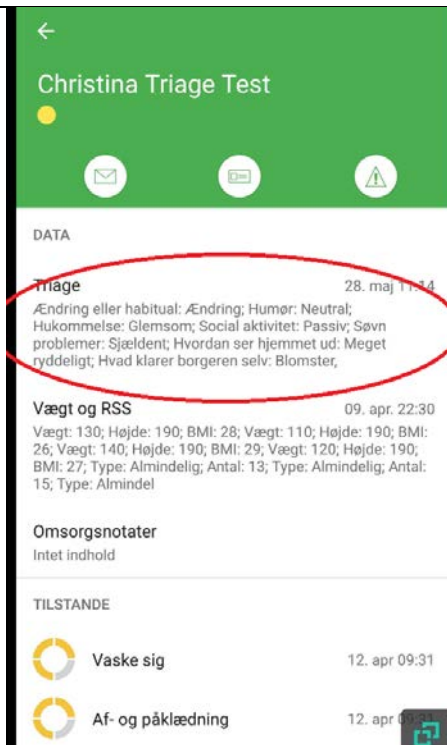 Christina Triage Test
DATA
Triage 28. maj 11:14
Ændring eller habitual: Ændring; Humør: Neutral;
Hukommelse: Glemsom; Social aktivitet: Passiv; Søvn
problemer: Sjældent; Hvordan ser hjemmet ud: Meget
ryddeligt; Hvad klarer borgeren selv: Blomster,
Vægt og RSS 09. apr. 22:30
Vægt: 130; Højde: 190; BMI: 28; Vægt: 110; Højde: 190; BMI:
26; Vægt: 140; Højde: 190; BMI: 29; Vægt: 120; Højde: 190;
BMI: 27; Type: Almindelig; Antal: 13; Type: Almindelig; Antal:
15; Type: Almindel
Omsorgsnotater
Intet indhold
TILSTANDE
Vaske sig 12. apr 09:31
Af- og påklædning 12. apr